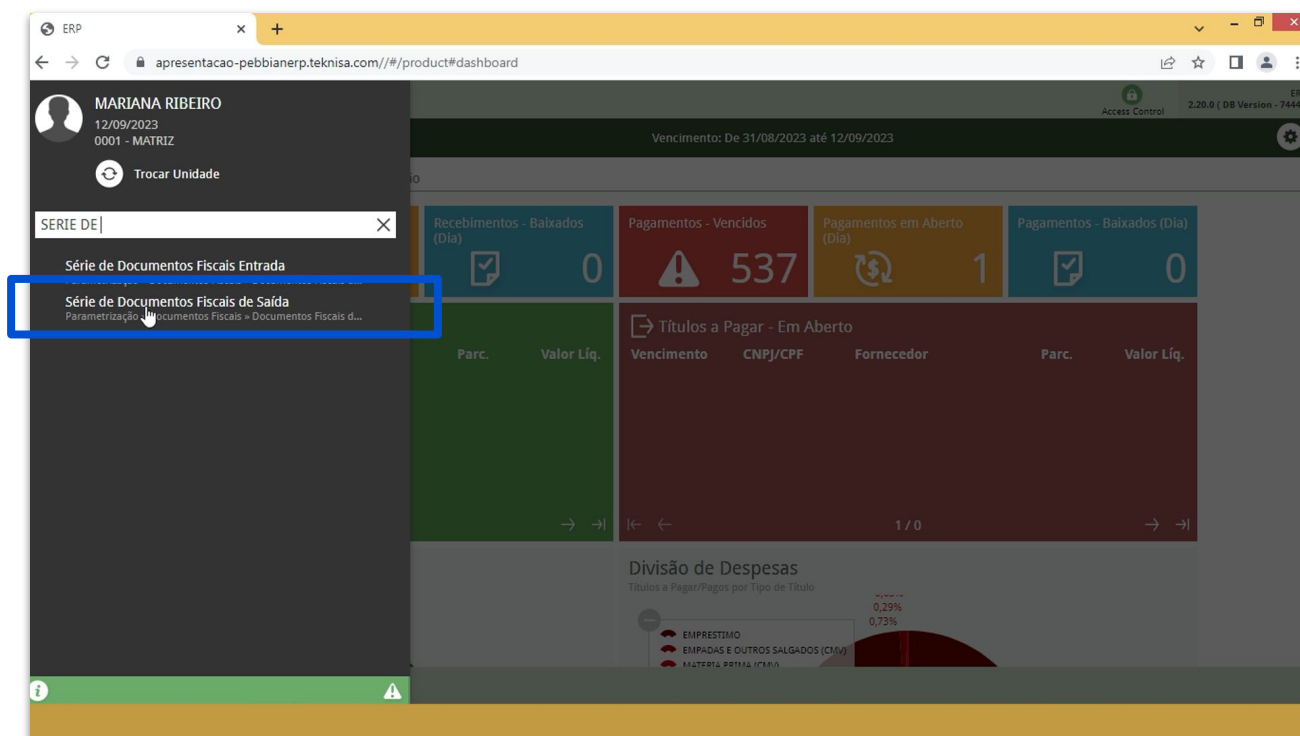 ERP
apresentacao-pebbianerp.teknisa.com//#/product#dashboard
MARIANA RIBEIRO
12/09/2023
0001 - MATRIZ
Trocar Unidade
SERIE DE
Série de Documentos Fiscais Entrada
Série de Documentos Fiscais de Saída
Parametrização Documentos Fiscais » Documentos Fiscais d...
Access Control
2.20.0 ( DB Version - 7444
Vencimento: De 31/08/2023 até 12/09/2023
Recebimentos - Baixados
(Dia)
0
Pagamentos - Vencidos
537
Pagamentos em Aberto
(Dia)
1
Pagamentos - Baixados (Dia)
0
Parc. Valor Líq.
Títulos a Pagar - Em Aberto
Vencimento CNPJ/CPF Fornecedor Parc. Valor Líq.
1 / 0
Divisão de Despesas
Títulos a Pagar/Pagos por Tipo de Título
0,29%
0,73%
EMPRESTIMO
EMPADAS E OUTROS SALGADOS (CMV)
MATERIA PRIMA (CMV)